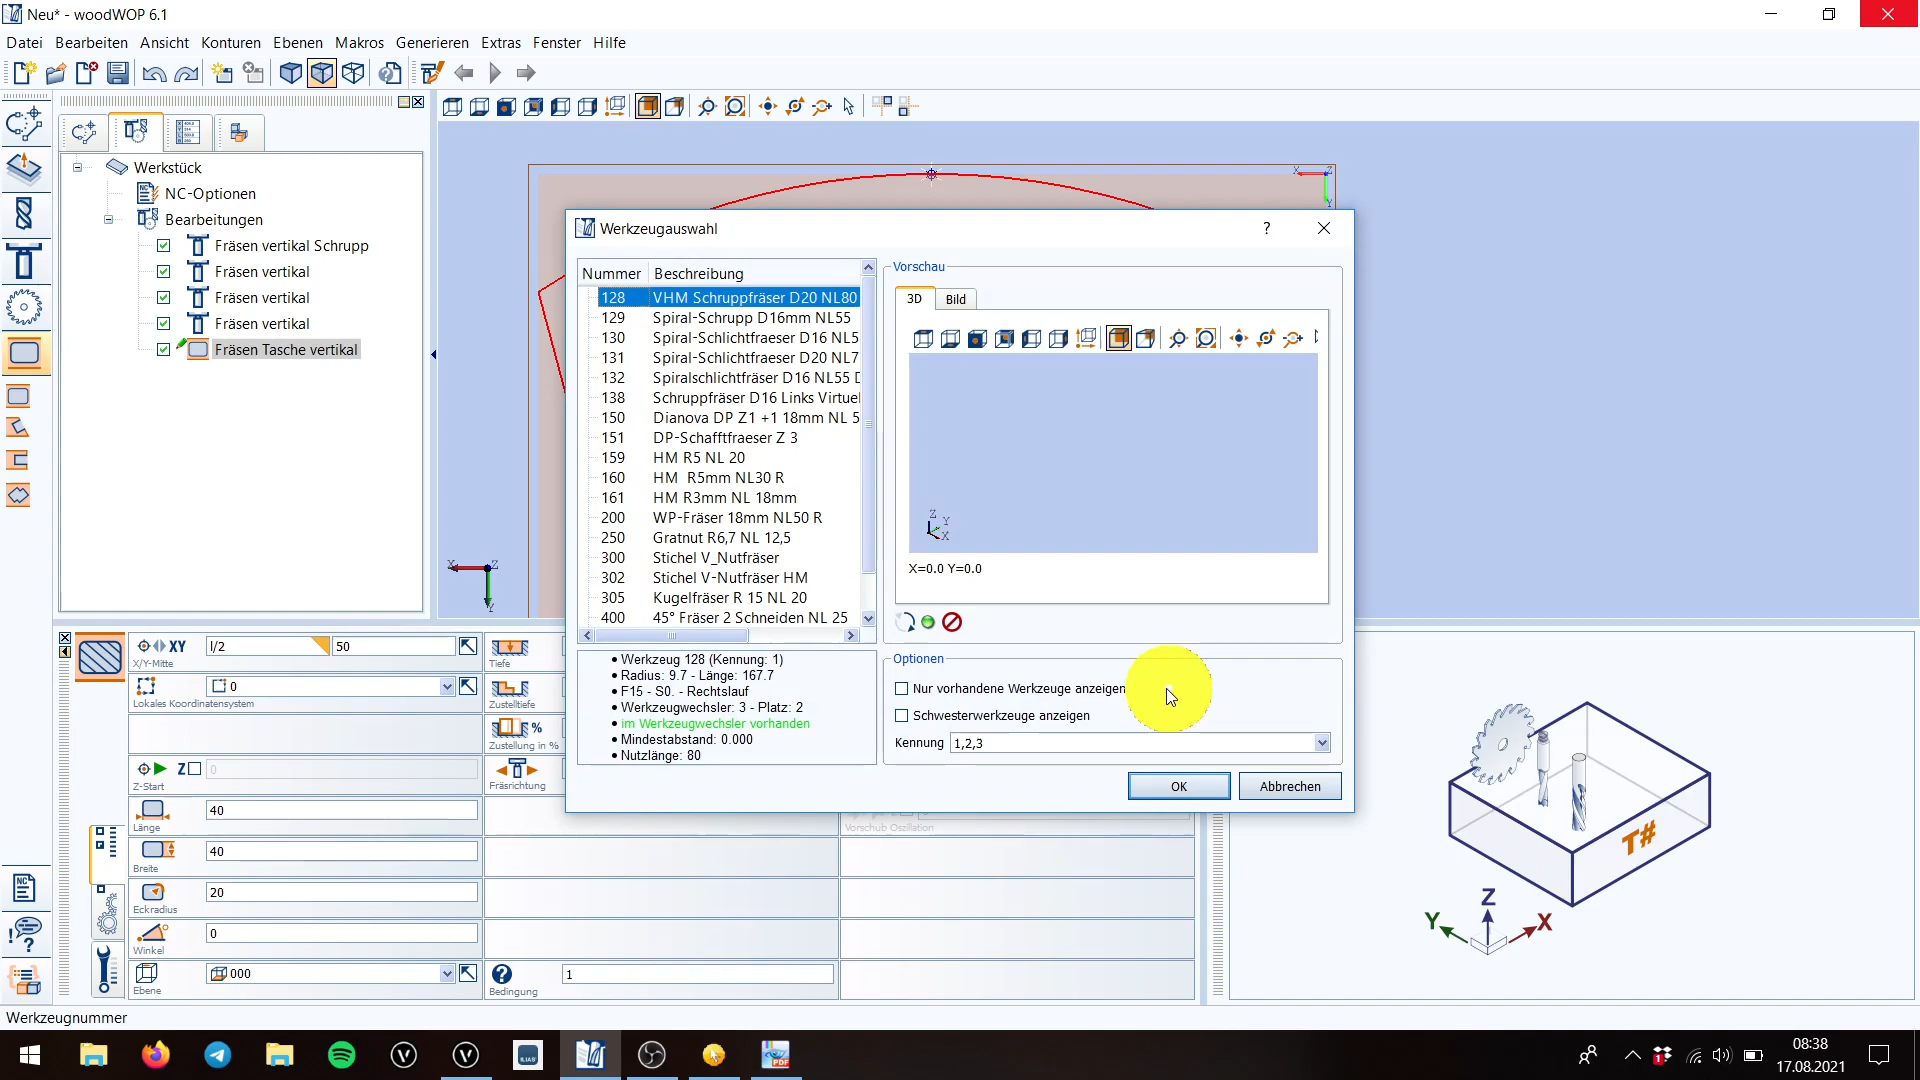 Neu* - woodWOP 6.1
Datei Bearbeiten Ansicht Konturen Ebenen Makros Generieren Extras Fenster Hilfe
Werkstück
NC-Optionen
Bearbeitungen
Fräsen vertikal Schrupp
Fräsen vertikal
Fräsen vertikal
Fräsen vertikal
Fräsen Tasche vertikal
Werkzeugauswahl
Nummer Beschreibung
128 VHM Schruppfräser D20 NL80
129 Spiral-Schrupp D16mm NL55
130 Spiral-Schlichtfraeser D16 NL5
131 Spiral-Schlichtfraeser D20 NL7
132 Spiralschlichtfräser D16 NL55 D
138 Schruppfräser D16 Links Virtuel
150 Dianova DP Z1 +1 18mm NL 5
151 DP-Schafftfraeser Z 3
159 HM R5 NL 20
160 HM R5mm NL30 R
161 HM R3mm NL 18mm
200 WP-Fräser 18mm NL50 R
250 Gratnut R6,7 NL 12,5
300 Stichel V_Nutfräser
302 Stichel V-Nutfräser HM
305 Kugelfräser R 15 NL 20
400 45° Fräser 2 Schneiden NL 25
• Werkzeug 128 (Kennung: 1)
• Radius: 9.7 - Länge: 167.7
• F15 - S0. - Rechtslauf
• Werkzeugwechsler: 3 - Platz: 2
• im Werkzeugwechsler vorhanden
• Mindestabstand: 0.000
• Nutzlänge: 80
Vorschau
3D Bild
Z Y X
X=0.0 Y=0.0
Optionen
Nur vorhandene Werkzeuge anzeigen
Schwesterwerkzeuge anzeigen
Kennung 1,2,3
OK Abbrechen
X Z Y
X Z Y
XY l/2 50
X/Y-Mitte
0
Lokales Koordinatensystem
Z 0
Z-Start
40
Länge
40
Breite
20
Eckradius
0
Winkel
000
Ebene
Tiefe
Zustelltiefe
%
Zustellung in %
Fräsrichtung
1
Bedingung
Vorschub Oszillation
T#
Z Y X
Werkzeugnummer
ILIAS
PDF
1
08:38
17.08.2021